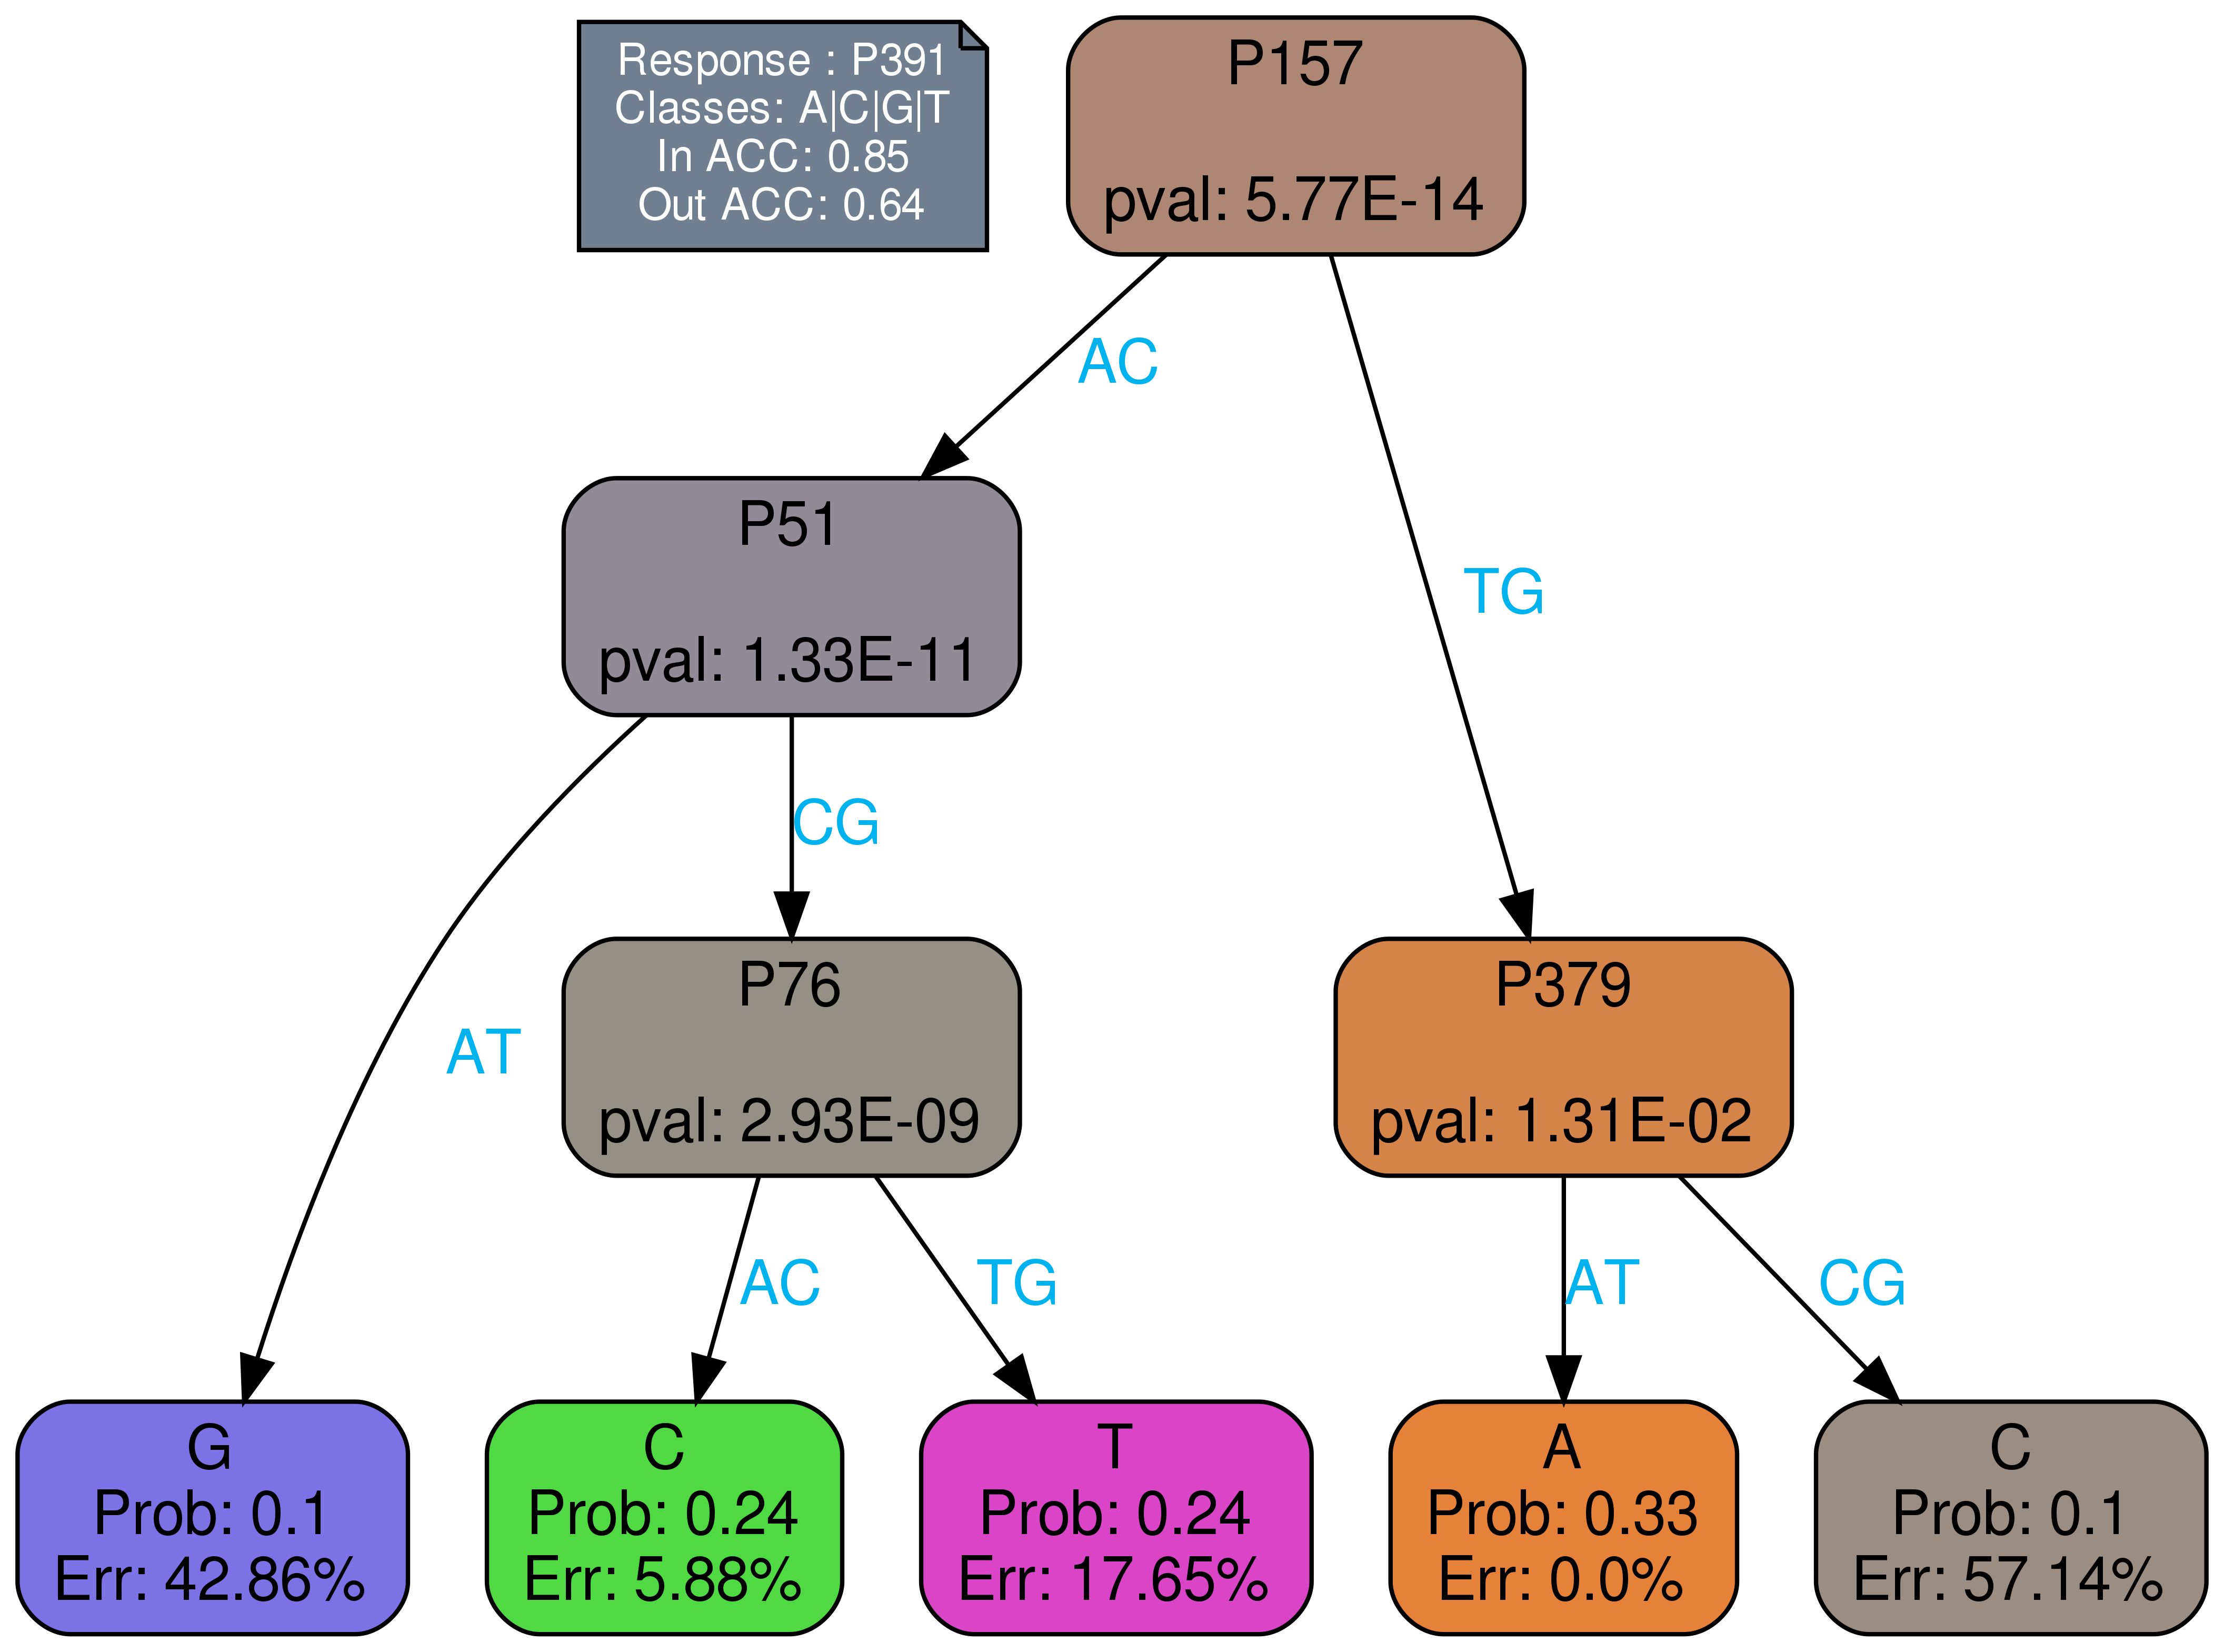 Response : P391
Classes: A|C|G|T
In ACC: 0.85
Out ACC: 0.64
P157
pval: 5.77E-14
AC
TG
P51
pval: 1.33E-11
AT
CG
P76
pval: 2.93E-09
P379
pval: 1.31E-02
AC
TG
AT
CG
G
Prob: 0.1
Err: 42.86%
C
Prob: 0.24
Err: 5.88%
T
Prob: 0.24
Err: 17.65%
A
Prob: 0.33
Err: 0.0%
C
Prob: 0.1
Err: 57.14%